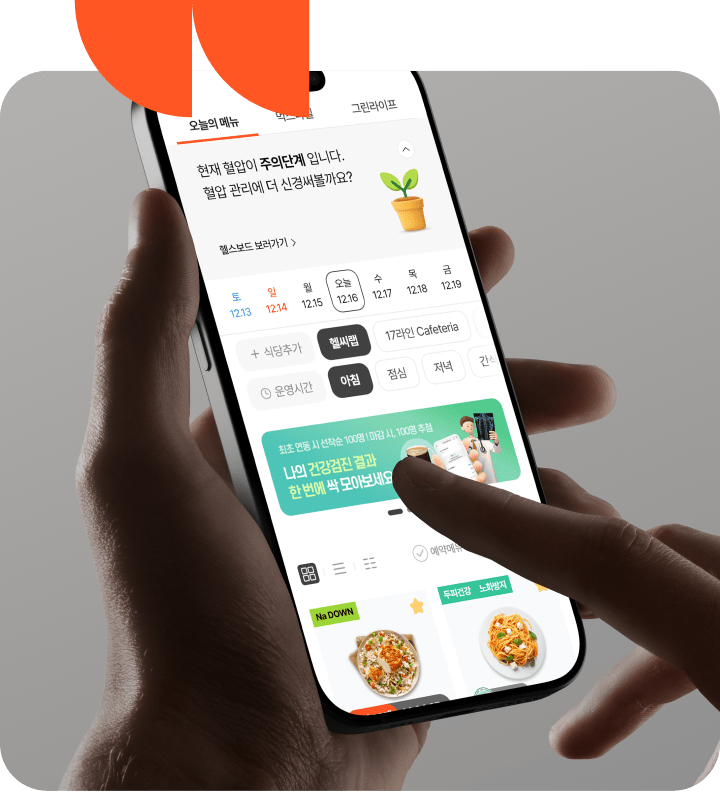 오늘의 메뉴
그린라이프
현재 혈압이 주의단계 입니다.
혈압 관리에 더 신경써볼까요?
헬스보드 보러가기 >
토 일 월 오늘 수 목 금
12.13 12.14 12.15 12.16 12.17 12.18 12.19
+ 식당추가 헬씨랩 17라인 Cafeteria
운영시간 아침 점심 저녁 간식
최초 연동 시 선착순 100명 ! 마감 시, 100명 추첨
나의 건강검진 결과
한 번에 싹 모아보세요
예약메뉴
Na DOWN
두피건강 노화방지